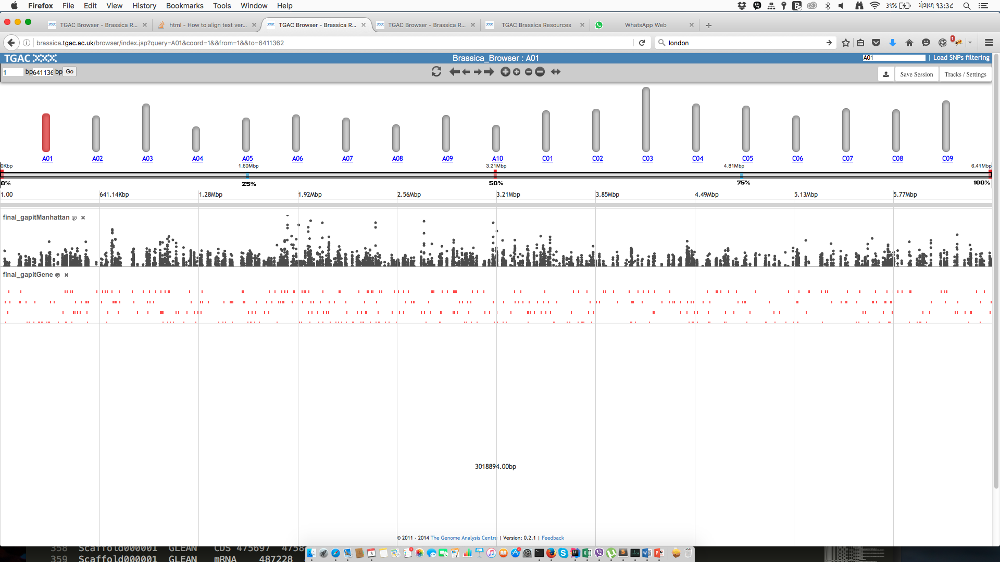 Firefox File Edit View History Bookmarks Tools Window Help
TGAC Browser - Brassica R... html - How to align text ver... TGAC Browser - Brassica R... TGAC Browser - Brassica R... TGAC Brassica Resources WhatsApp Web
brassica.tgac.ac.uk/browser/index.jsp?query=A01&coord=1&&from=1&&to=6411362 london 1
TGAC Brassica_Browser : A01 A01 | Load SNPs filtering
1 bp 641136 bp Go Save Session Tracks / Settings
A01 A02 A03 A04 A05 A06 A07 A08 A09 A10 C01 C02 C03 C04 C05 C06 C07 C08 C09
0Kbp 1.60Mbp 3.21Mbp 4.81Mbp 6.41Mbp
0% 25% 50% 75% 100%
1.00 641.14Kbp 1.28Mbp 1.92Mbp 2.56Mbp 3.21Mbp 3.85Mbp 4.49Mbp 5.13Mbp 5.77Mbp
final_gapitManhattan
final_gapitGene
3018894.00bp
© 2011 - 2014 The Genome Analysis Centre | Version: 0.2.1 | Feedback
358 Scaffold000001 GLEAN CDS 475697
359 Scaffold000001 GLEAN mRNA 487228